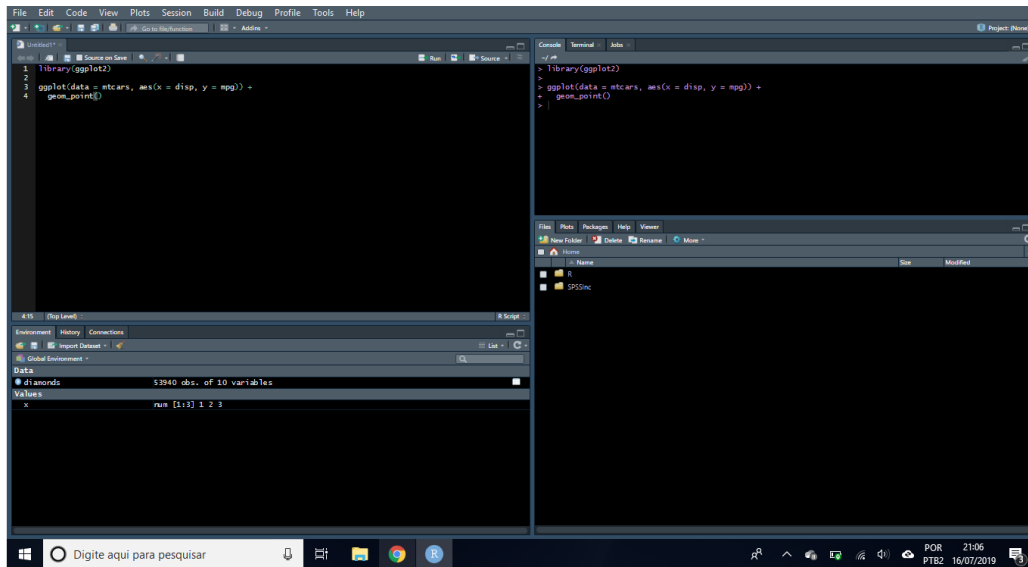 File Edit Code View Plots Session Build Debug Profile Tools Help
Go to file/function Addins
Project: (None
Untitled1*
Source on Save Run Source
1 library(ggplot2)
2
3 ggplot(data = mtcars, aes(x = disp, y = mpg)) +
4 geom_point()
4:15 (Top Level) R Script
Environment History Connections
Import Dataset List
Global Environment
Data
diamonds 53940 obs. of 10 variables
Values
x num [1:3] 1 2 3
Console Terminal Jobs
~/
> library(ggplot2)
>
> ggplot(data = mtcars, aes(x = disp, y = mpg)) +
+ geom_point()
>
Files Plots Packages Help Viewer
New Folder Delete Rename More
Home
Name Size Modified
R
SPSSInc
Digite aqui para pesquisar
R
POR 21:06
PTB2 16/07/2019
3